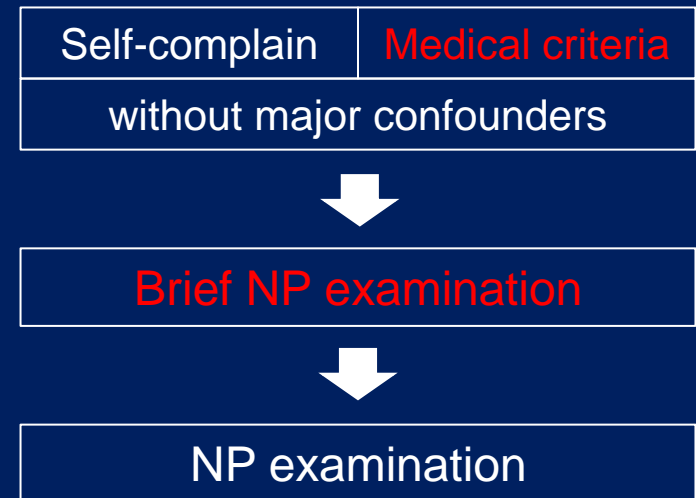 Self-complain Medical criteria
without major confounders
Brief NP examination
NP examination